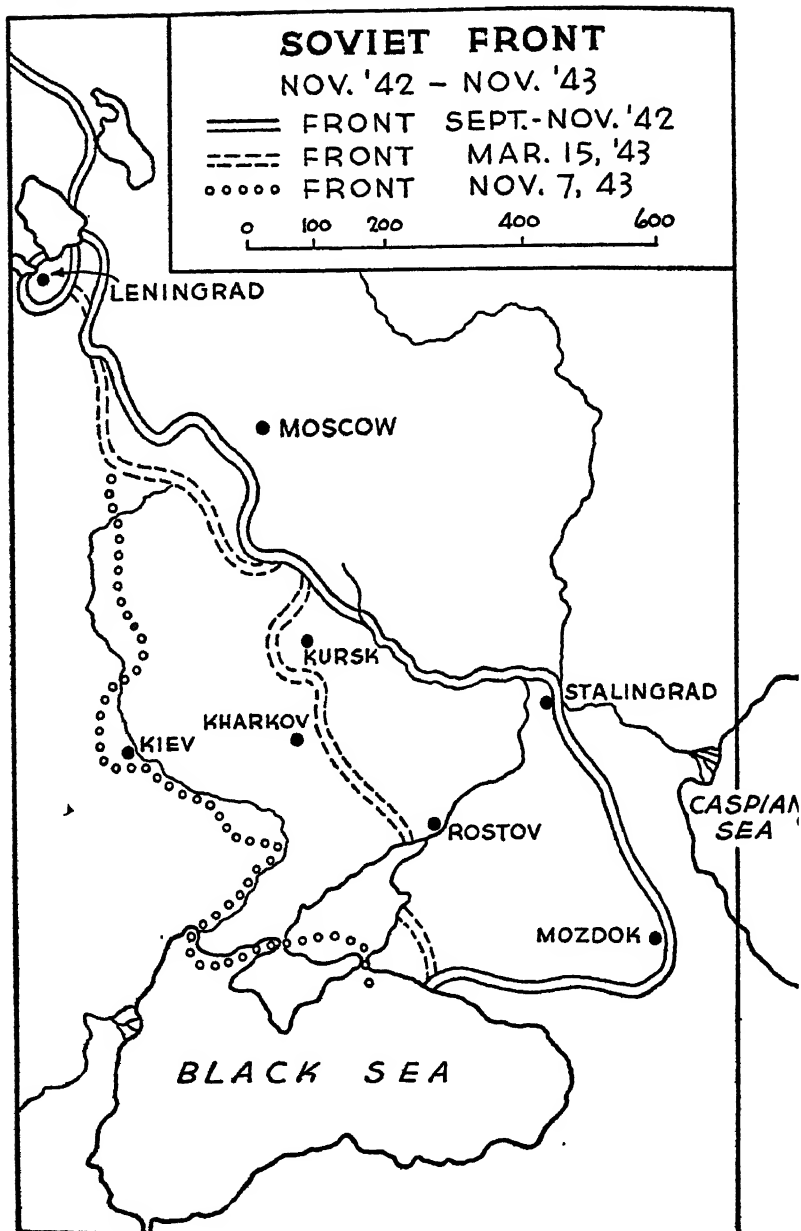 SOVIET FRONT
NOV. '42 – NOV. '43
FRONT SEPT.-NOV. '42
FRONT MAR. 15, '43
FRONT NOV. 7, 43
0 100 200 400 600
LENINGRAD
MOSCOW
KURSK
STALINGRAD
KHARKOV
KIEV
CASPIAN
SEA
ROSTOV
MOZDOK
BLACK SEA